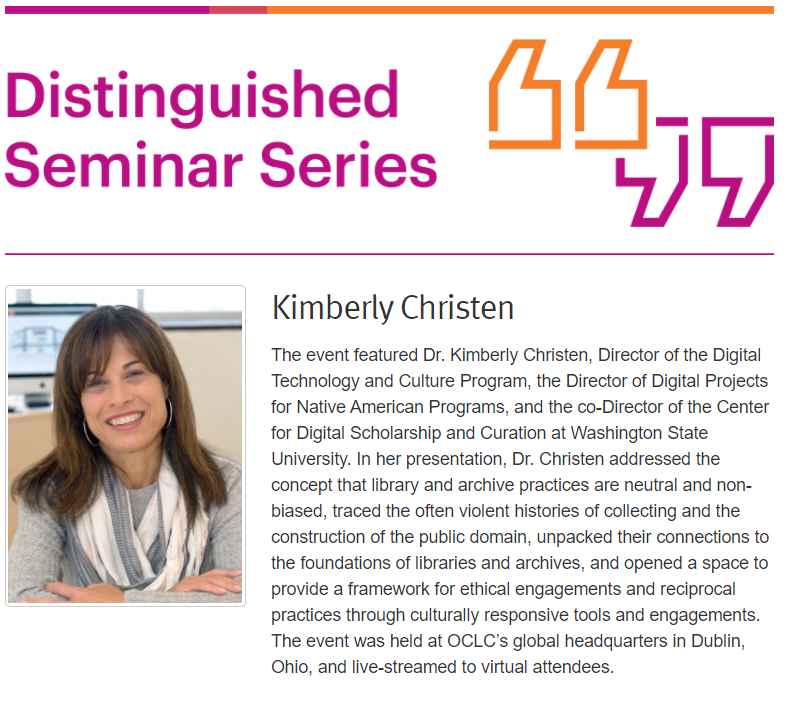 Distinguished
Seminar Series
Kimberly Christen
The event featured Dr. Kimberly Christen, Director of the Digital
Technology and Culture Program, the Director of Digital Projects
for Native American Programs, and the co-Director of the Center
for Digital Scholarship and Curation at Washington State
University. In her presentation, Dr. Christen addressed the
concept that library and archive practices are neutral and non-
biased, traced the often violent histories of collecting and the
construction of the public domain, unpacked their connections to
the foundations of libraries and archives, and opened a space to
provide a framework for ethical engagements and reciprocal
practices through culturally responsive tools and engagements.
The event was held at OCLC’s global headquarters in Dublin,
Ohio, and live-streamed to virtual attendees.